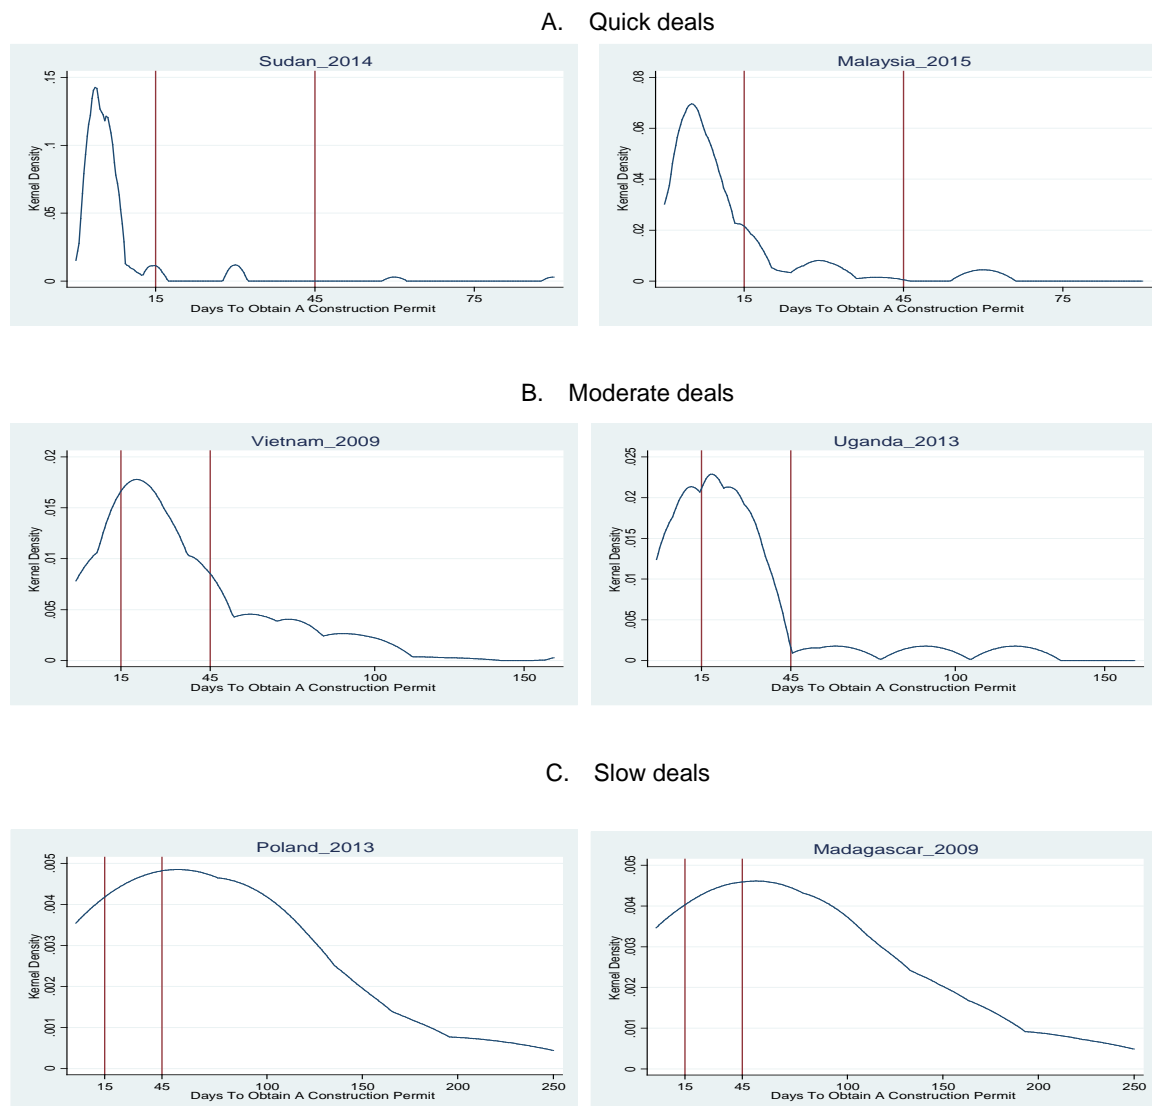 A. Quick deals
Sudan_2014
Kernel Density
0 .05 .1 .15
15 45 75
Days To Obtain A Construction Permit
Malaysia_2015
Kernel Density
0 .02 .04 .06 .08
15 45 75
Days To Obtain A Construction Permit
B. Moderate deals
Vietnam_2009
Kernel Density
0 .005 .01 .015 .02
15 45 100 150
Days To Obtain A Construction Permit
Uganda_2013
Kernel Density
0 .005 .01 .015 .02 .025
15 45 100 150
Days To Obtain A Construction Permit
C. Slow deals
Poland_2013
Kernel Density
0 .001 .002 .003 .004 .005
15 45 100 200 250
Days To Obtain A Construction Permit
Madagascar_2009
Kernel Density
0 .001 .002 .003 .004 .005
15 45 100 200 250
Days To Obtain A Construction Permit